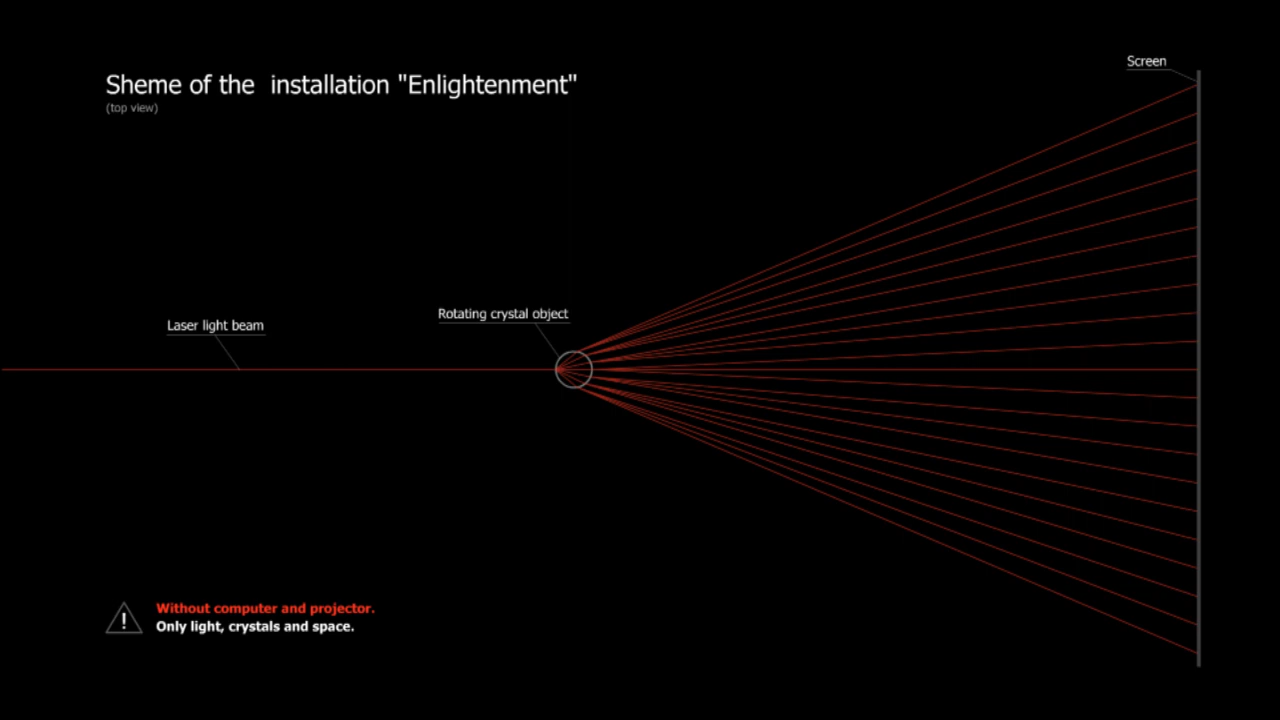 Sheme of the  installation "Enlightenment"
(top view)
Screen
Rotating crystal object
Laser light beam
Without computer and projector.
Only light, crystals and space.
!